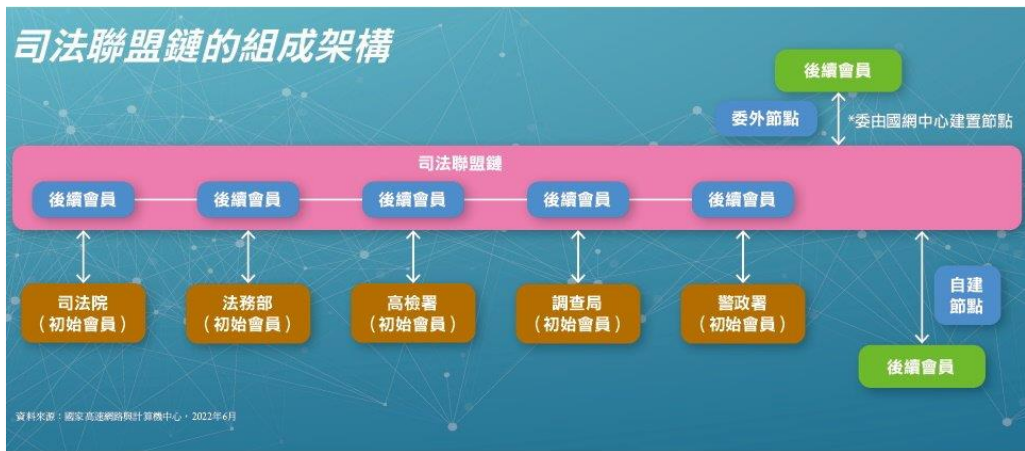 司法聯盟鏈的組成架構
後續會員
委外節點
*委由國網中心建置節點
司法聯盟鏈
後續會員
後續會員
後續會員
後續會員
後續會員
司法院
（初始會員）
法務部
（初始會員）
高檢署
（初始會員）
調查局
（初始會員）
警政署
（初始會員）
自建
節點
後續會員
資料來源：國家高速網路與計算機中心，2022年6月